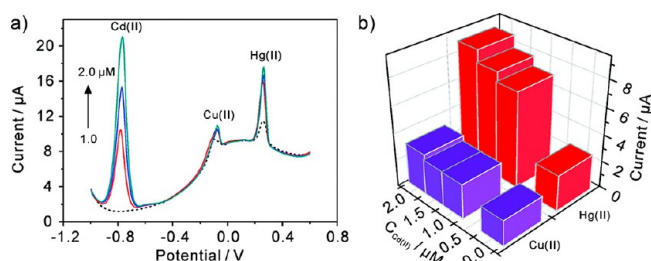 a)
Cd(II)
Hg(II)
Cu(II)
2.0 μM
1.0
Current / μA
20
16
12
8
4
0
-1.2
-0.8
-0.4
0.0
0.4
0.8
Potential / V
b)
Current / μA
8
6
4
2
0
2.0
1.5
1.0
0.5
0.0
C Cd(II) / μM
Cu(II)
Hg(II)